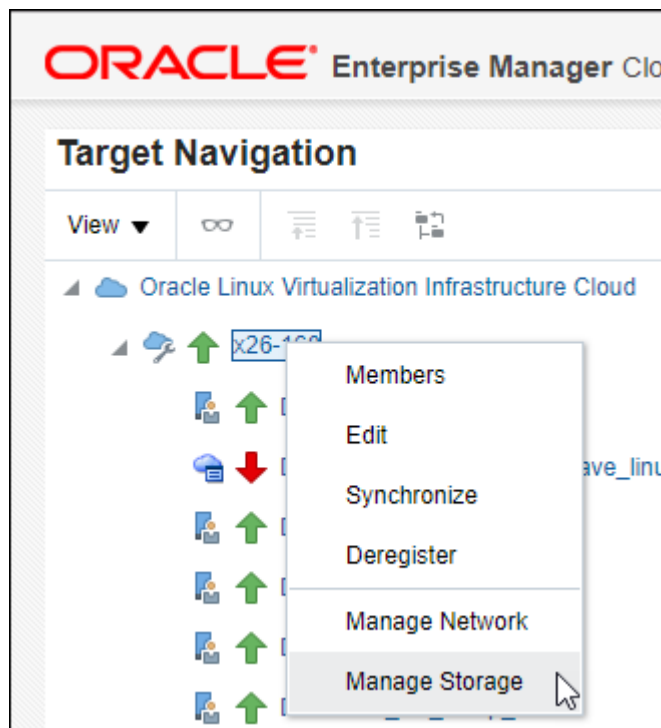 ORACLE Enterprise Manager
Target Navigation
View
Oracle Linux Virtualization Infrastructure Cloud
Members
Edit
Synchronize
Deregister
Manage Network
Manage Storage